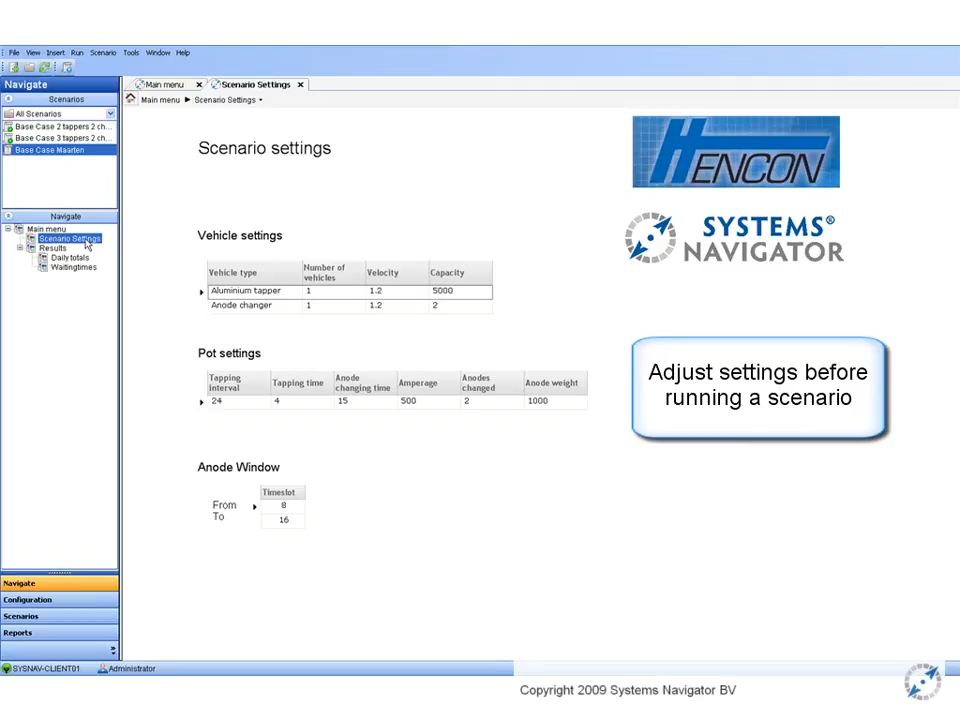 File View Insert Run Scenario Tools Window Help
Navigate
Scenarios
All Scenarios
Base Case 2 tappers 2 ch...
Base Case 3 tappers 2 ch...
Base Case Maarten
Navigate
Main menu
Scenario Settings
Results
Daily totals
Waitingtimes
Navigate
Configuration
Scenarios
Reports
SYSNAV-CLIENT01 Administrator
Main menu Scenario Settings
Main menu Scenario Settings
Scenario settings
HENCON
SYSTEMS®
NAVIGATOR
Vehicle settings
Vehicle type Number of vehicles Velocity Capacity
Aluminium tapper 1 1.2 5000
Anode changer 1 1.2 2
Pot settings
Tapping interval Tapping time Anode changing time Amperage Anodes changed Anode weight
24 4 15 500 2 1000
Adjust settings before
running a scenario
Anode Window
Timeslot
From 8
To 16
Copyright 2009 Systems Navigator BV